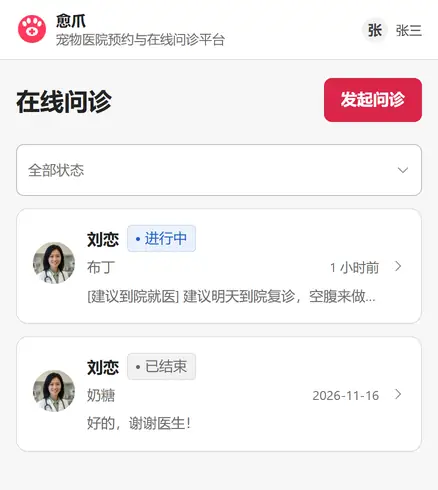 愈爪
宠物医院预约与在线问诊平台
张 张三
在线问诊
发起问诊
全部状态
刘恋 进行中
布丁 1 小时前
[建议到院就医] 建议明天到院复诊，空腹来做...
刘恋 已结束
奶糖 2026-11-16
好的，谢谢医生！